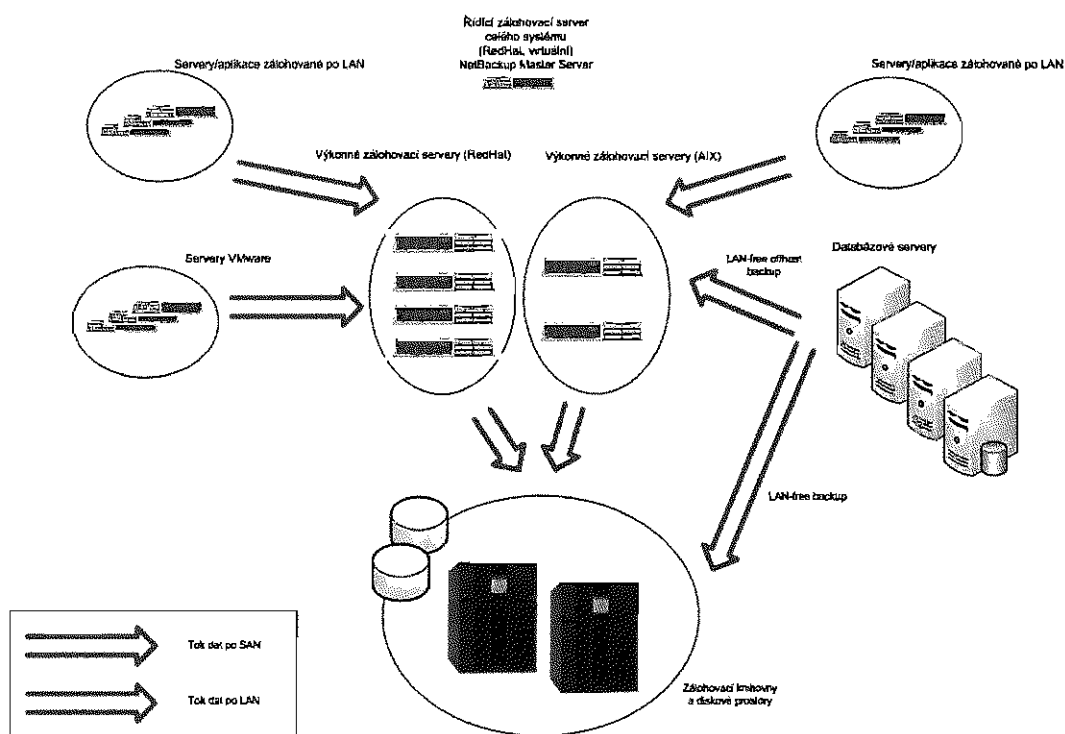 Řídící zálohovací server
celého systému
(RedHat, virtuální)
NetBackup Master Server
Servery/aplikace zálohované po LAN
Servery/aplikace zálohované po LAN
Výkonné zálohovací servery (RedHat)
Výkonné zálohovací servery (AIX)
Servery VMware
LAN-free offhost
backup
Databázové servery
LAN-free backup
Tok dat po SAN
Tok dat po LAN
Zálohovací knihovny
a diskové prostory